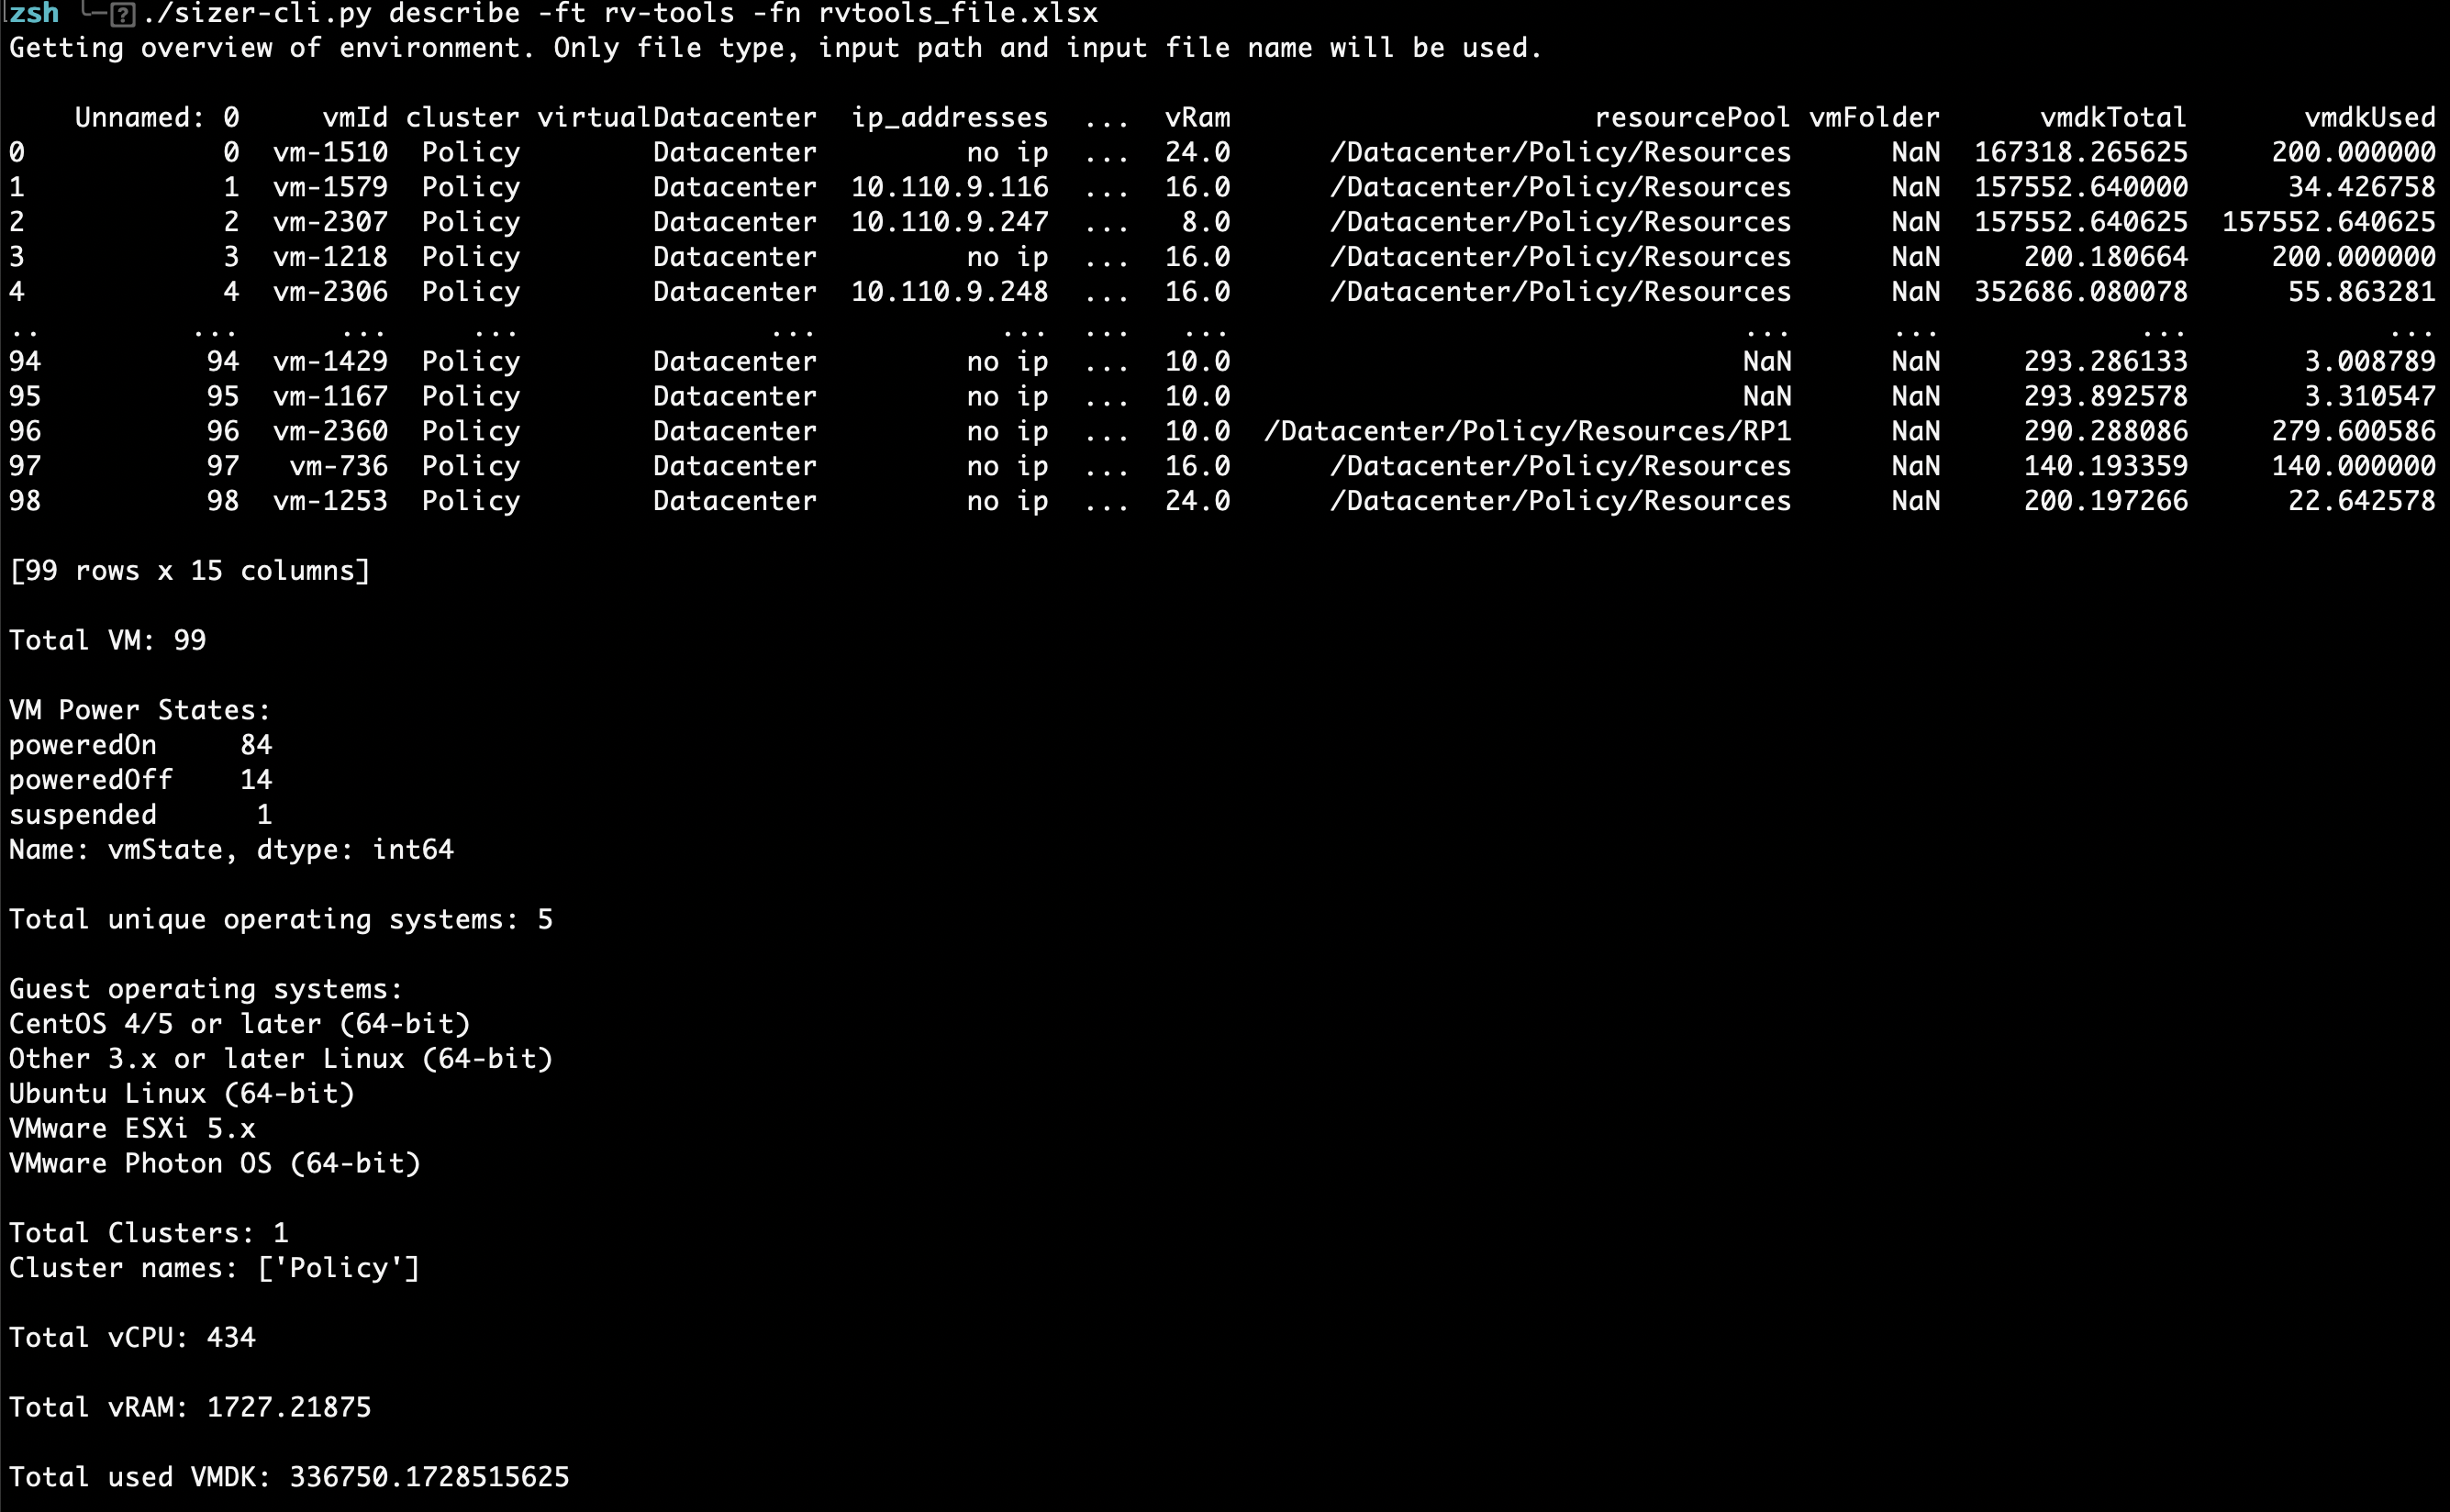 zsh ╰─? ./sizer-cli.py describe -ft rv-tools -fn rvtools_file.xlsx
Getting overview of environment. Only file type, input path and input file name will be used.
Unnamed: 0 vmId cluster virtualDatacenter ip_addresses ... vRam resourcePool vmFolder vmdkTotal vmdkUsed
0 0 vm-1510 Policy Datacenter no ip ... 24.0 /Datacenter/Policy/Resources NaN 167318.265625 200.000000
1 1 vm-1579 Policy Datacenter 10.110.9.116 ... 16.0 /Datacenter/Policy/Resources NaN 157552.640000 34.426758
2 2 vm-2307 Policy Datacenter 10.110.9.247 ... 8.0 /Datacenter/Policy/Resources NaN 157552.640625 157552.640625
3 3 vm-1218 Policy Datacenter no ip ... 16.0 /Datacenter/Policy/Resources NaN 200.180664 200.000000
4 4 vm-2306 Policy Datacenter 10.110.9.248 ... 16.0 /Datacenter/Policy/Resources NaN 352686.080078 55.863281
.. ... ... ... ... ... ... ... ... ... ... ...
94 94 vm-1429 Policy Datacenter no ip ... 10.0 NaN NaN 293.286133 3.008789
95 95 vm-1167 Policy Datacenter no ip ... 10.0 NaN NaN 293.892578 3.310547
96 96 vm-2360 Policy Datacenter no ip ... 10.0 /Datacenter/Policy/Resources/RP1 NaN 290.288086 279.600586
97 97 vm-736 Policy Datacenter no ip ... 16.0 /Datacenter/Policy/Resources NaN 140.193359 140.000000
98 98 vm-1253 Policy Datacenter no ip ... 24.0 /Datacenter/Policy/Resources NaN 200.197266 22.642578
[99 rows x 15 columns]
Total VM: 99
VM Power States:
poweredOn 84
poweredOff 14
suspended 1
Name: vmState, dtype: int64
Total unique operating systems: 5
Guest operating systems:
CentOS 4/5 or later (64-bit)
Other 3.x or later Linux (64-bit)
Ubuntu Linux (64-bit)
VMware ESXi 5.x
VMware Photon OS (64-bit)
Total Clusters: 1
Cluster names: ['Policy']
Total vCPU: 434
Total vRAM: 1727.21875
Total used VMDK: 336750.1728515625